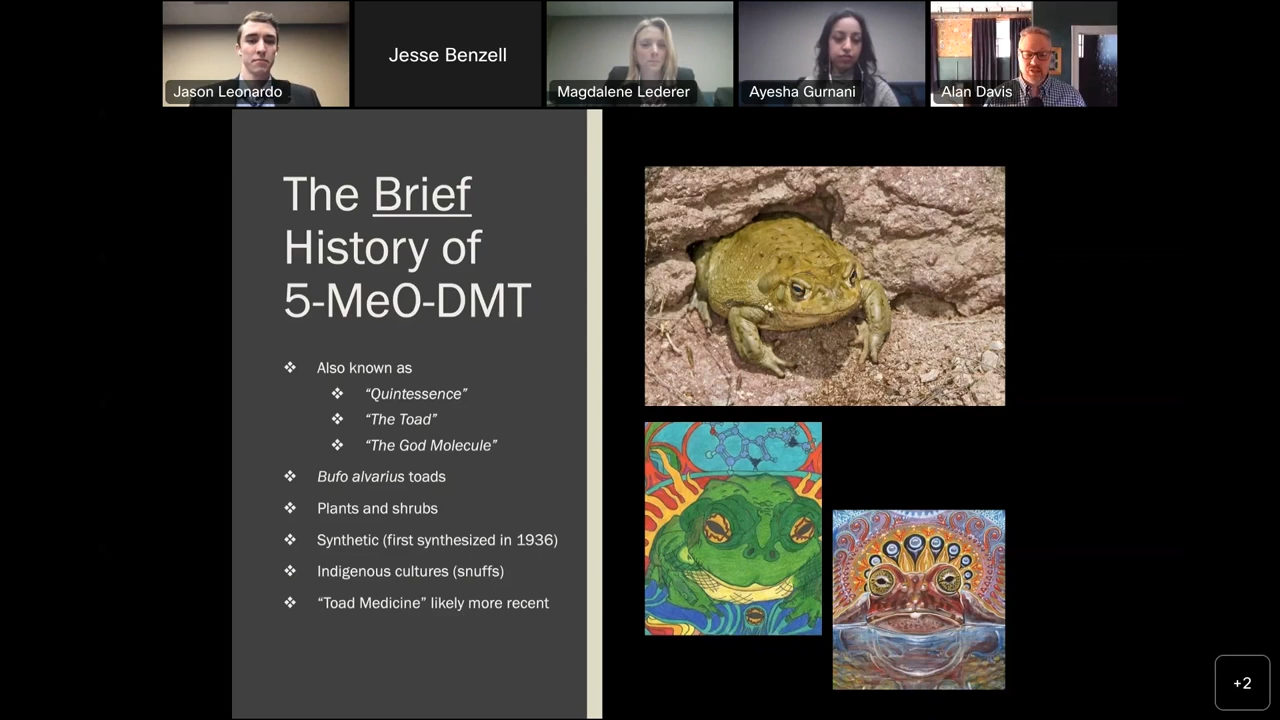 Jason Leonardo
Jesse Benzell
Magdalene Lederer
Ayesha Gurnani
Alan Davis
The Brief
History of
5-MeO-DMT
❖ Also known as
❖ “Quintessence”
❖ “The Toad”
❖ “The God Molecule”
❖ Bufo alvarius toads
❖ Plants and shrubs
❖ Synthetic (first synthesized in 1936)
❖ Indigenous cultures (snuffs)
❖ “Toad Medicine” likely more recent
+2